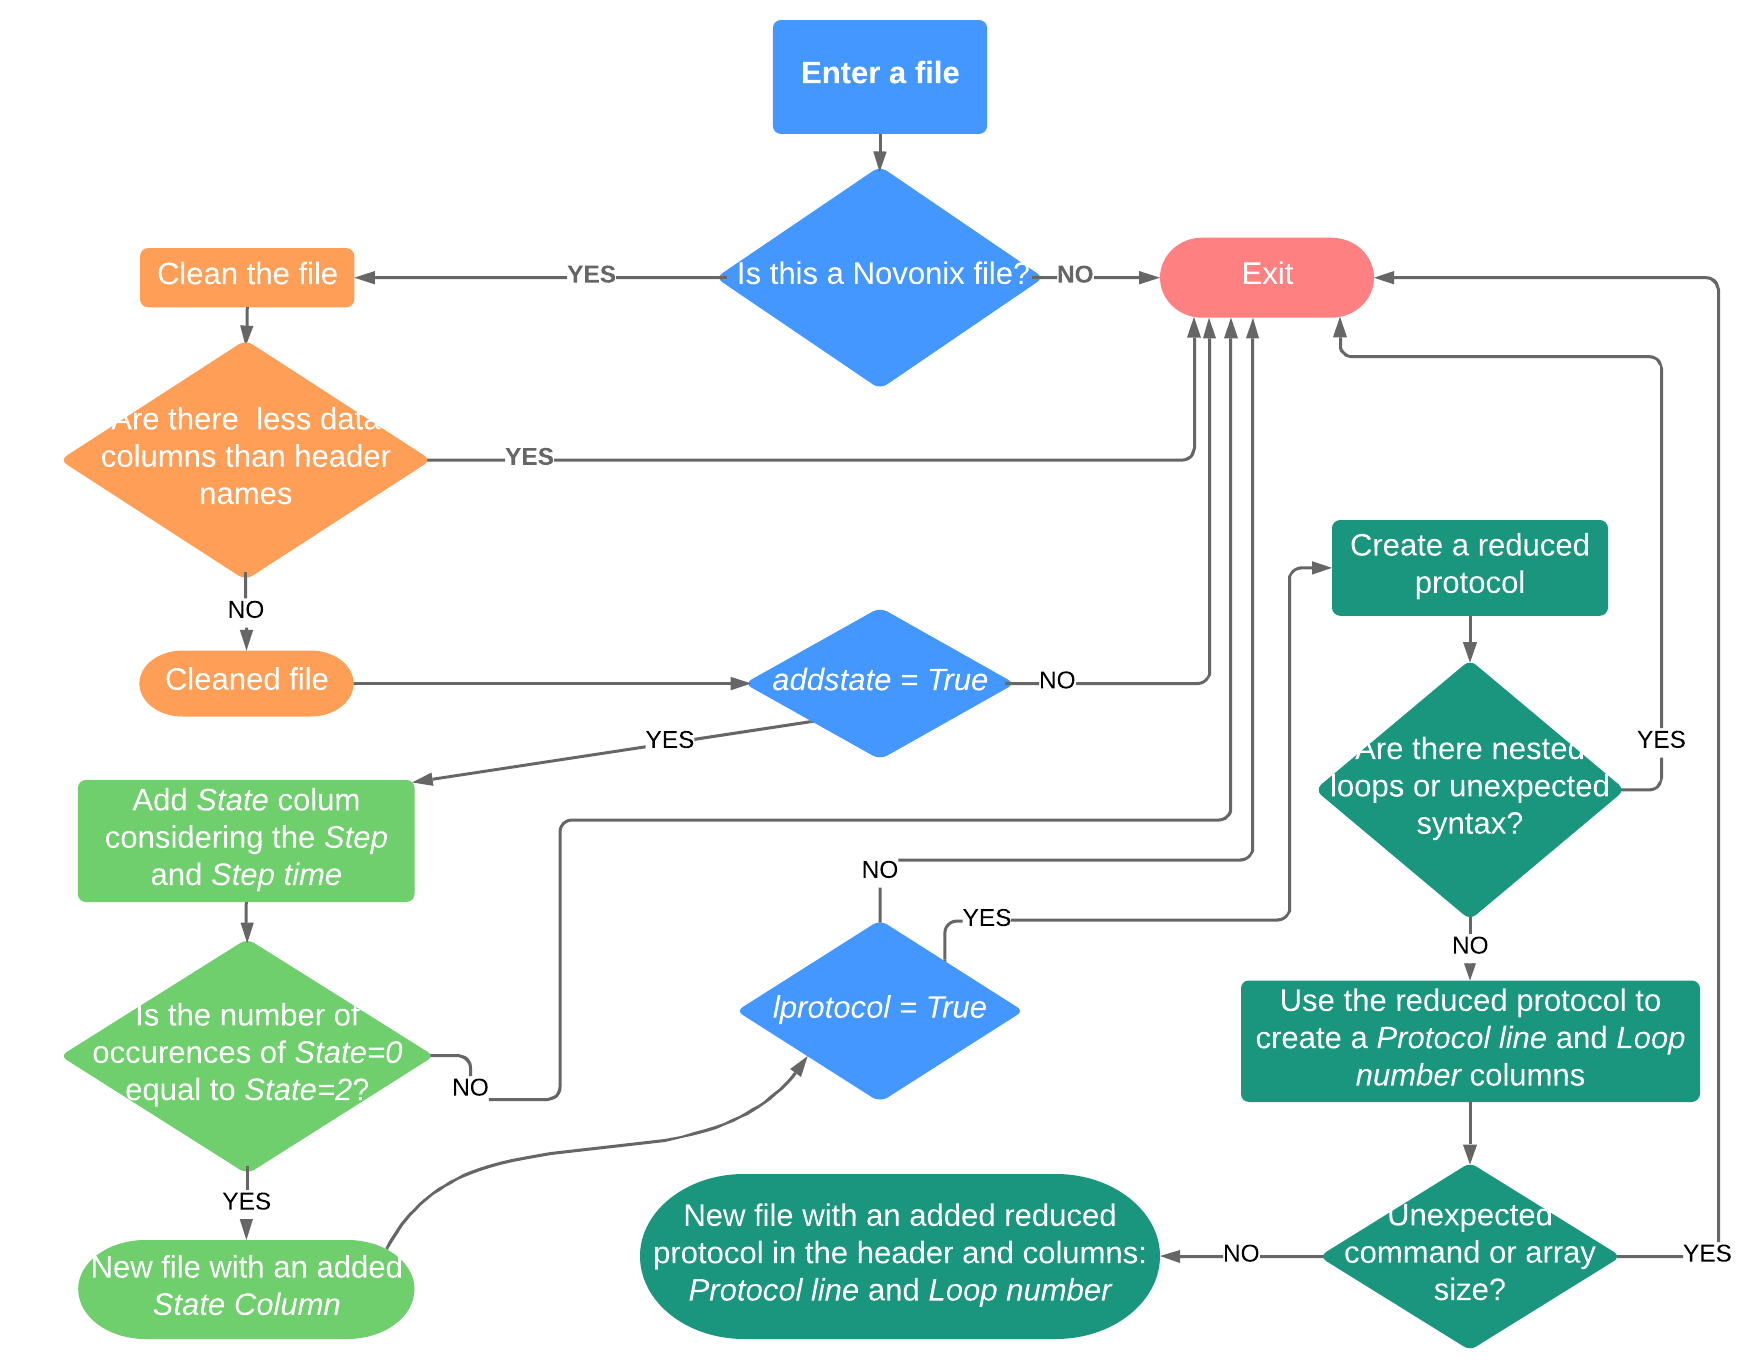 Enter a file
Is this a Novonix file?
YES
NO
Exit
Clean the file
Are there  less data
columns than header
names
YES
NO
Cleaned file
addstate = True
NO
YES
Add State colum
considering the Step
and Step time
Is the number of
occurences of State=0
equal to State=2?
NO
YES
New file with an added
State Column
lprotocol = True
NO
YES
Create a reduced
protocol
Are there nested
loops or unexpected
syntax?
YES
NO
Use the reduced protocol to
create a Protocol line and Loop
number columns
Unexpected
command or array
size?
YES
NO
New file with an added reduced
protocol in the header and columns:
Protocol line and Loop number